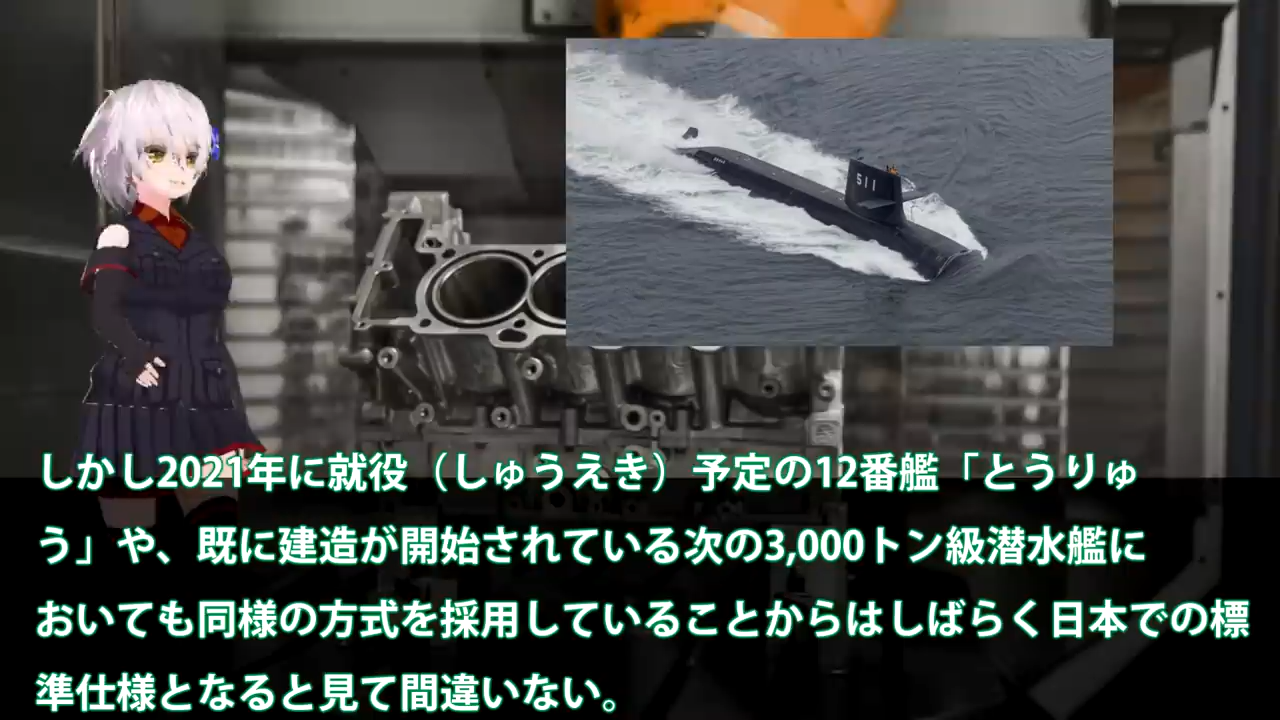 511
しかし2021年に就役（しゅうえき）予定の12番艦「とうりゅ
う」や、既に建造が開始されている次の3,000トン級潜水艦に
おいても同様の方式を採用していることからはしばらく日本での標
準仕様となると見て間違いない。